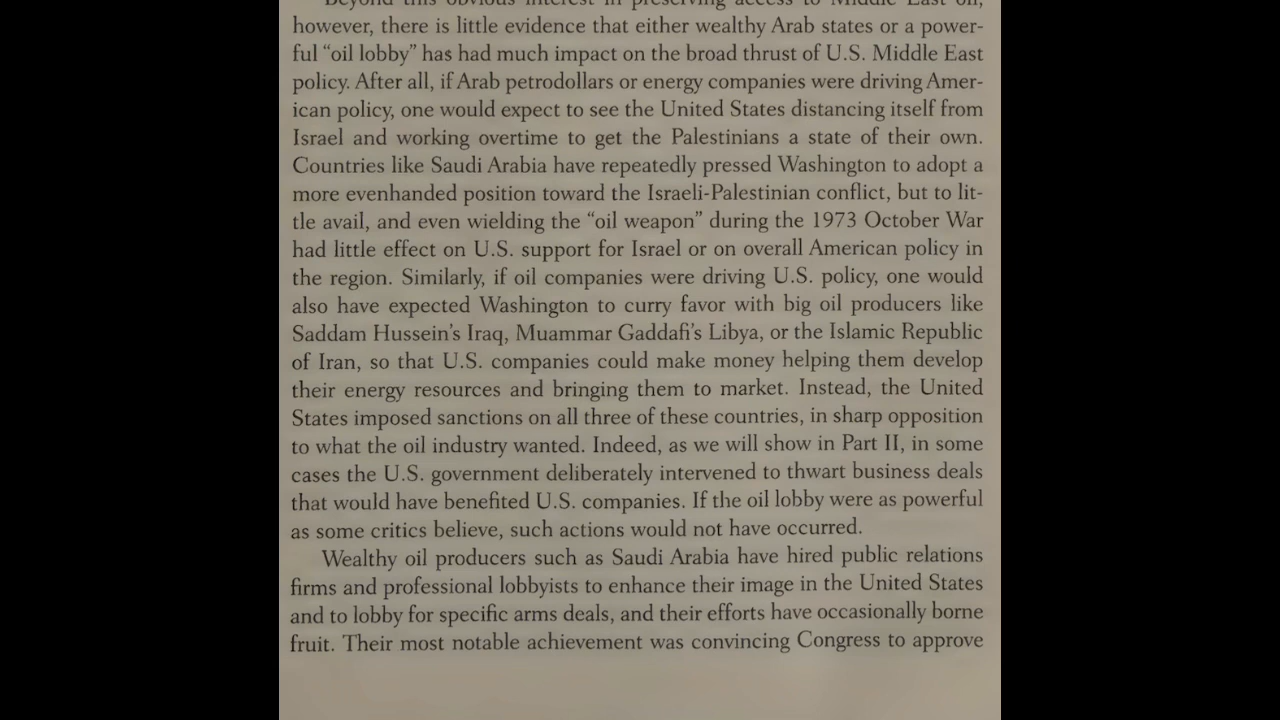 Beyond this obvious interest in preserving access to Middle East oil,
however, there is little evidence that either wealthy Arab states or a power-
ful “oil lobby” has had much impact on the broad thrust of U.S. Middle East
policy. After all, if Arab petrodollars or energy companies were driving Amer-
ican policy, one would expect to see the United States distancing itself from
Israel and working overtime to get the Palestinians a state of their own.
Countries like Saudi Arabia have repeatedly pressed Washington to adopt a
more evenhanded position toward the Israeli-Palestinian conflict, but to lit-
tle avail, and even wielding the “oil weapon” during the 1973 October War
had little effect on U.S. support for Israel or on overall American policy in
the region. Similarly, if oil companies were driving U.S. policy, one would
also have expected Washington to curry favor with big oil producers like
Saddam Hussein’s Iraq, Muammar Gaddafi’s Libya, or the Islamic Republic
of Iran, so that U.S. companies could make money helping them develop
their energy resources and bringing them to market. Instead, the United
States imposed sanctions on all three of these countries, in sharp opposition
to what the oil industry wanted. Indeed, as we will show in Part II, in some
cases the U.S. government deliberately intervened to thwart business deals
that would have benefited U.S. companies. If the oil lobby were as powerful
as some critics believe, such actions would not have occurred.
Wealthy oil producers such as Saudi Arabia have hired public relations
firms and professional lobbyists to enhance their image in the United States
and to lobby for specific arms deals, and their efforts have occasionally borne
fruit. Their most notable achievement was convincing Congress to approve